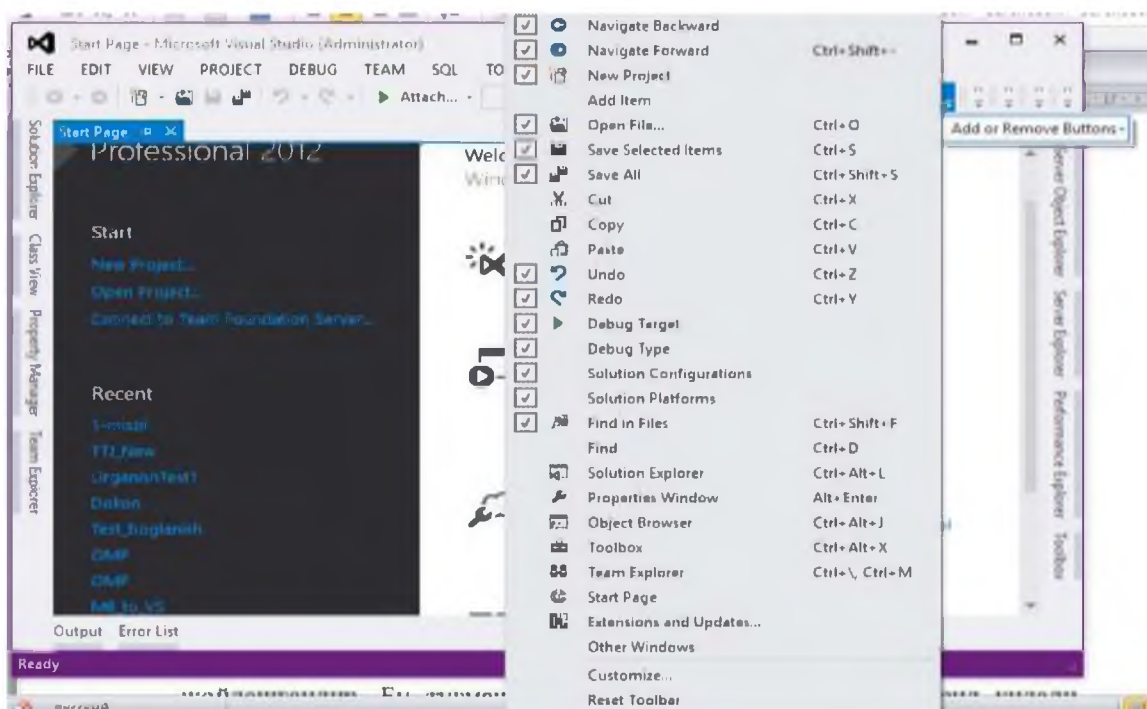 Start Page - Microsoft Visual Studio (Administrator)
FILE EDIT VIEW PROJECT DEBUG TEAM SQL TO
Attach...
Start Page
Professional 2012
Start
New Project...
Open Project...
Connect to Team Foundation Server...
Recent
TTJ_New
UrganishTest1
Dokon
Test_boglanish
OMP
OMP
MB_to_VS
Welc
Wind
Solution Explorer
Class View
Property Manager
Team Explorer
Output Error List
Ready
Navigate Backward
Navigate Forward Ctrl+Shift+-
New Project
Add Item
Open File... Ctrl+O
Save Selected Items Ctrl+S
Save All Ctrl+Shift+S
Cut Ctrl+X
Copy Ctrl+C
Paste Ctrl+V
Undo Ctrl+Z
Redo Ctrl+Y
Debug Target
Debug Type
Solution Configurations
Solution Platforms
Find in Files Ctrl+Shift+F
Find Ctrl+D
Solution Explorer Ctrl+Alt+L
Properties Window Alt+Enter
Object Browser Ctrl+Alt+J
Toolbox Ctrl+Alt+X
Team Explorer Ctrl+\, Ctrl+M
Start Page
Extensions and Updates...
Other Windows
Customize...
Reset Toolbar
Add or Remove Buttons
Server Object Explorer
Server Explorer
Performance Explorer
Toolbox